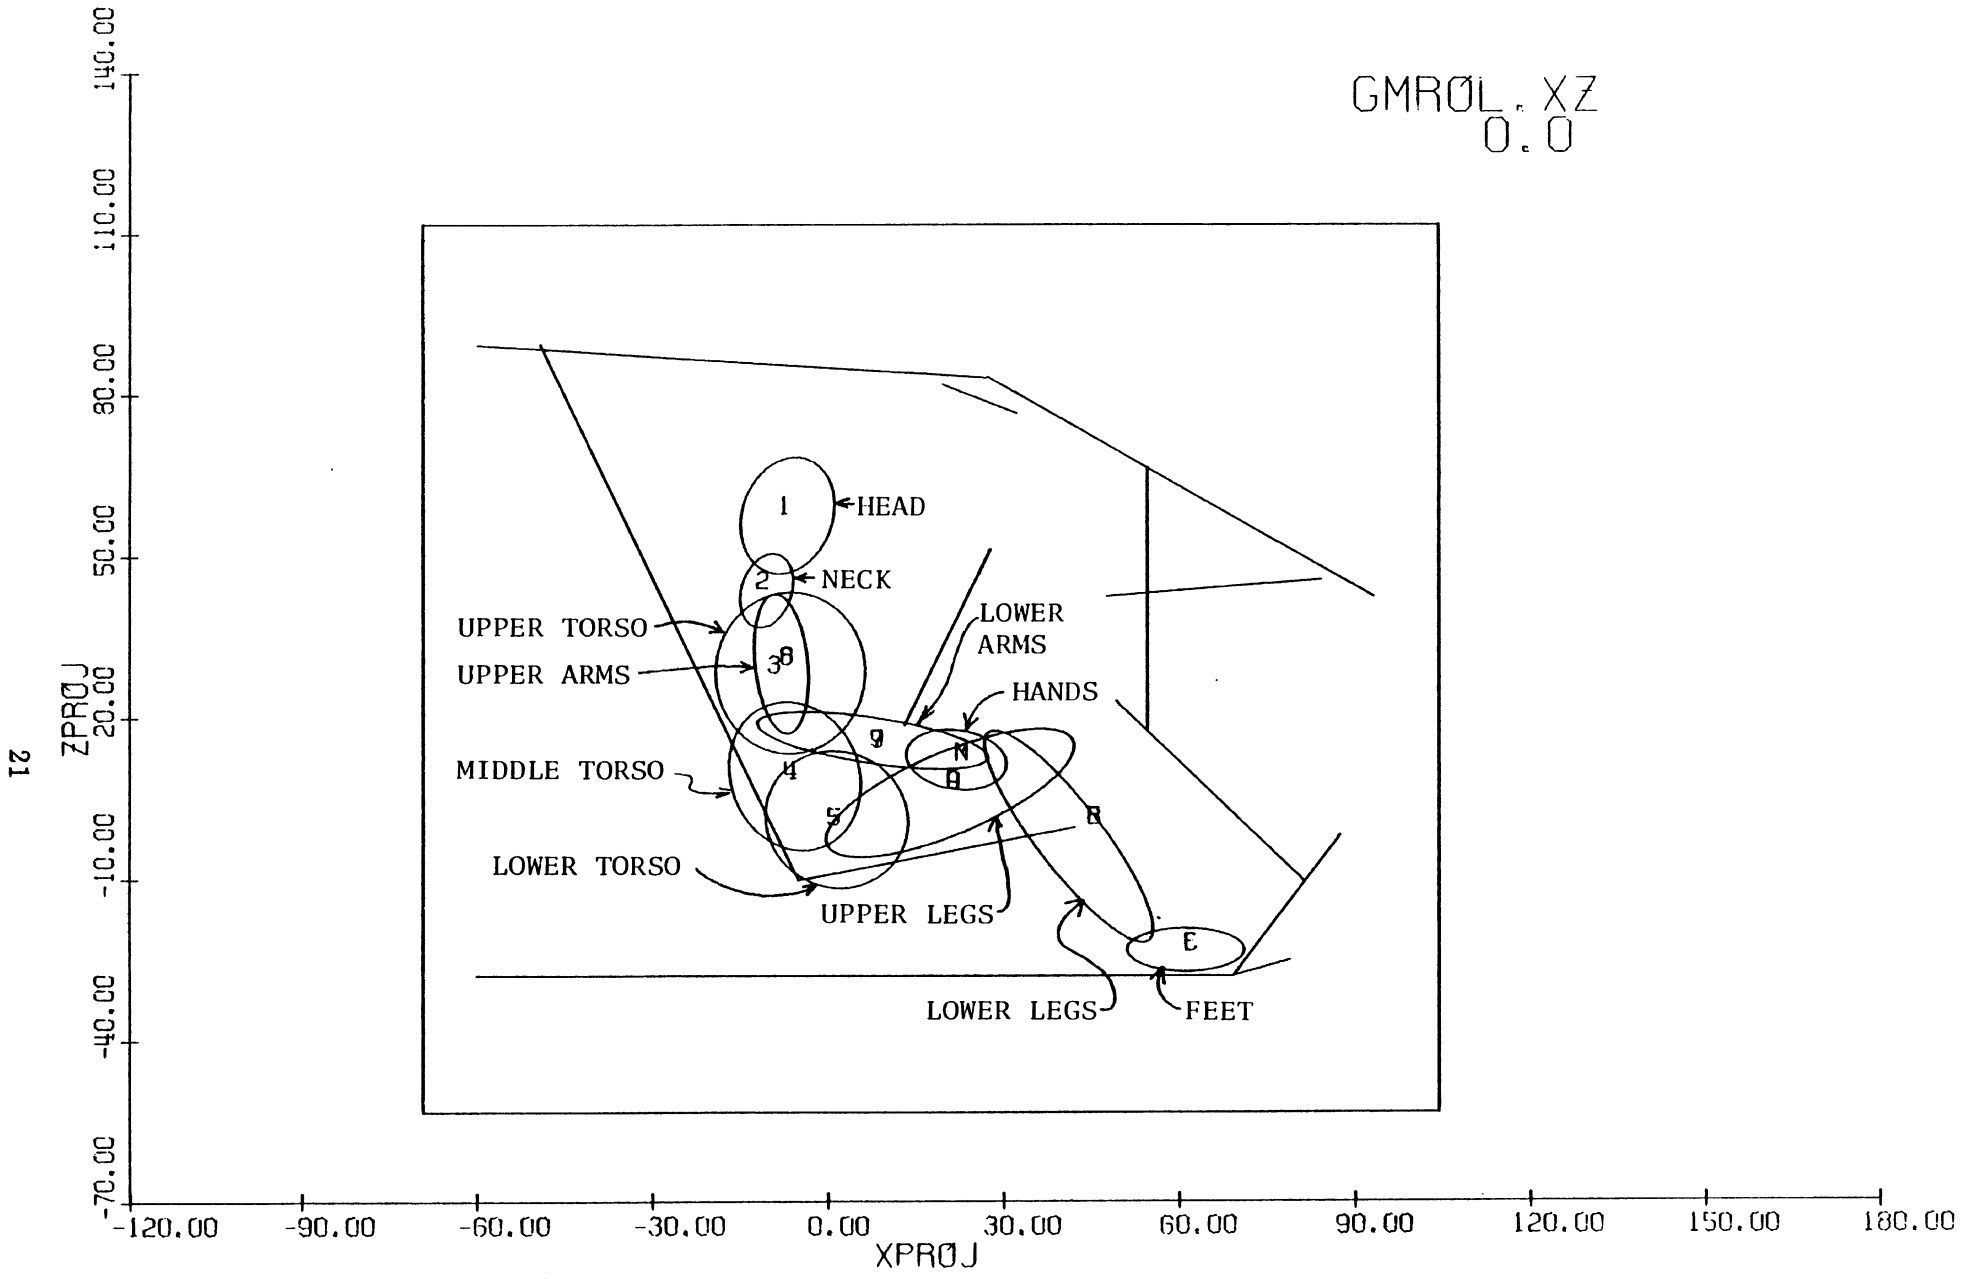 GMRØL. XZ
0.0
140.00
110.00
80.00
50.00
20.00
-10.00
-40.00
-70.00
ZPRØJ
21
1
HEAD
2
NECK
UPPER TORSO
LOWER
ARMS
3
8
UPPER ARMS
HANDS
9
4
MIDDLE TORSO
5
B
LOWER TORSO
UPPER LEGS
E
LOWER LEGS
FEET
-120.00
-90.00
-60.00
-30.00
0.00
30.00
60.00
90.00
120.00
150.00
180.00
XPRØJ